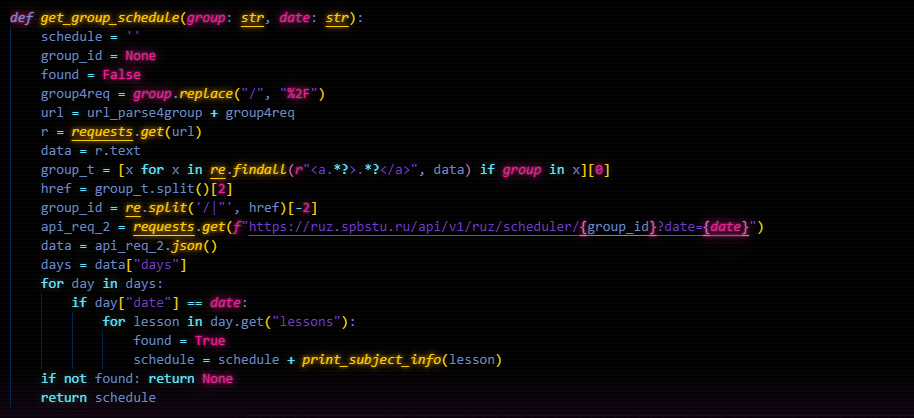 def get_group_schedule(group: str, date: str):
    schedule = ''
    group_id = None
    found = False
    group4req = group.replace("/", "%2F")
    url = url_parse4group + group4req
    r = requests.get(url)
    data = r.text
    group_t = [x for x in re.findall(r"<a.*?>.*?</a>", data) if group in x][0]
    href = group_t.split()[2]
    group_id = re.split('/|"', href)[-2]
    api_req_2 = requests.get(f"https://ruz.spbstu.ru/api/v1/ruz/scheduler/{group_id}?date={date}")
    data = api_req_2.json()
    days = data["days"]
    for day in days:
        if day["date"] == date:
            for lesson in day.get("lessons"):
                found = True
                schedule = schedule + print_subject_info(lesson)
    if not found: return None
    return schedule